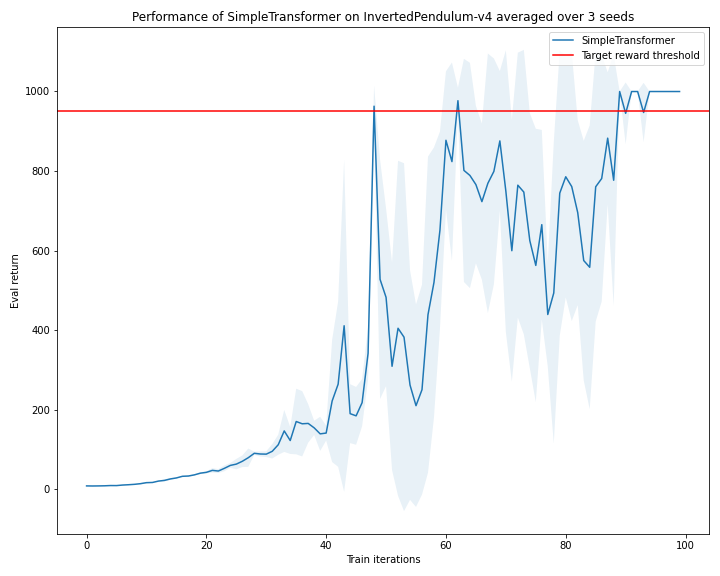 Performance of SimpleTransformer on InvertedPendulum-v4 averaged over 3 seeds
SimpleTransformer
Target reward threshold
1000
800
600
400
200
0
Eval return
0 20 40 60 80 100
Train iterations